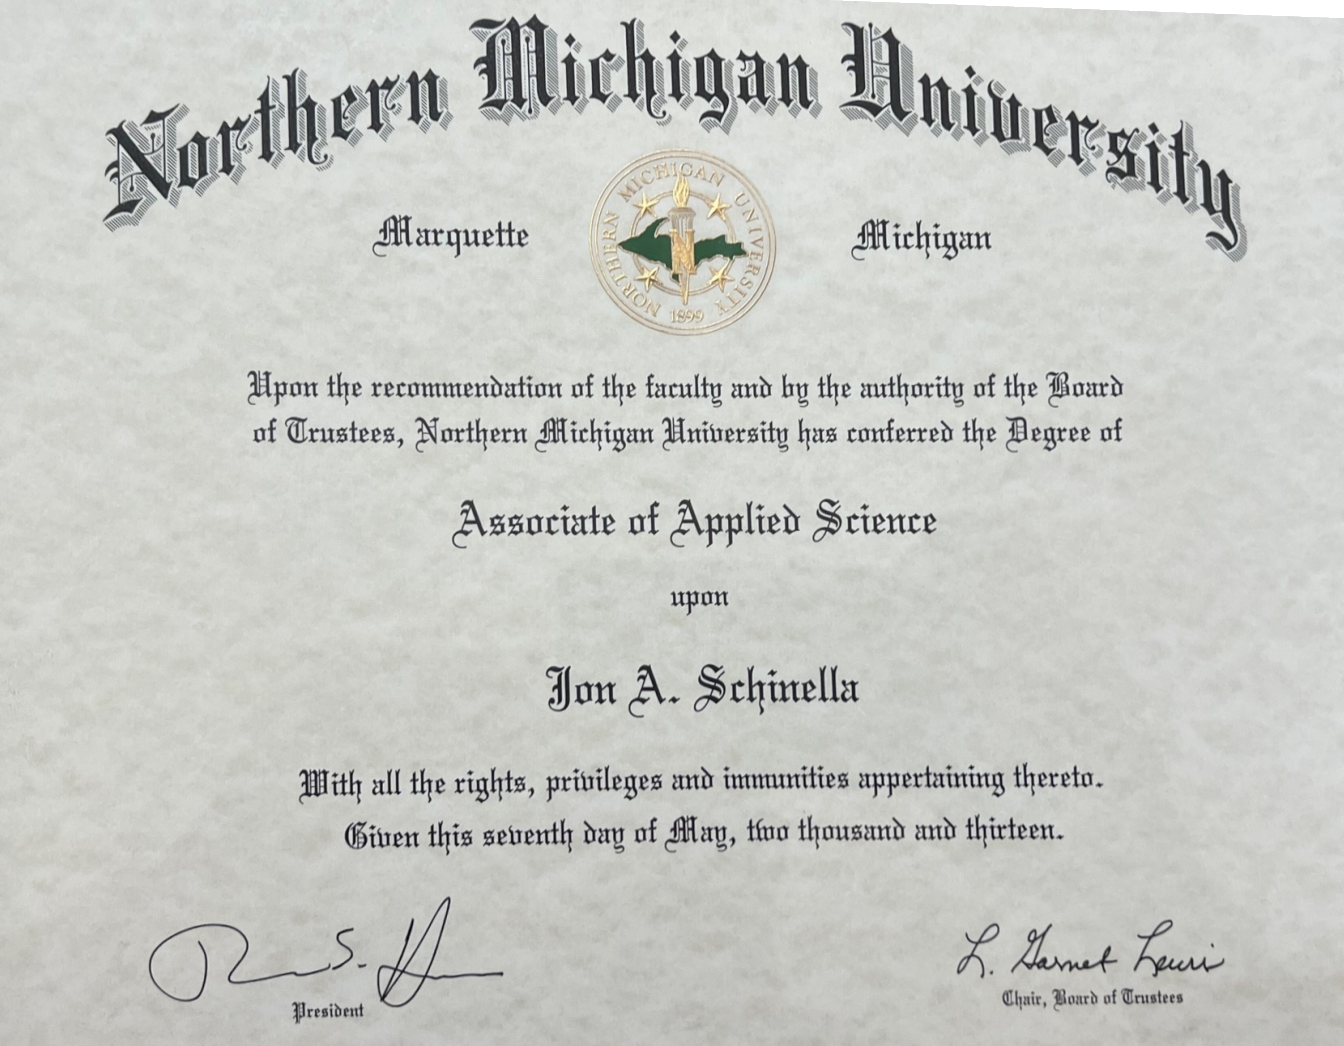 Northern Michigan University
Marquette Michigan
NORTHERN MICHIGAN UNIVERSITY
N
1899
Upon the recommendation of the faculty and by the authority of the Board
of Trustees, Northern Michigan University has conferred the Degree of
Associate of Applied Science
upon
Jon A. Schinella
With all the rights, privileges and immunities appertaining thereto.
Given this seventh day of May, two thousand and thirteen.
L. Garnet Lewis
President
Chair, Board of Trustees